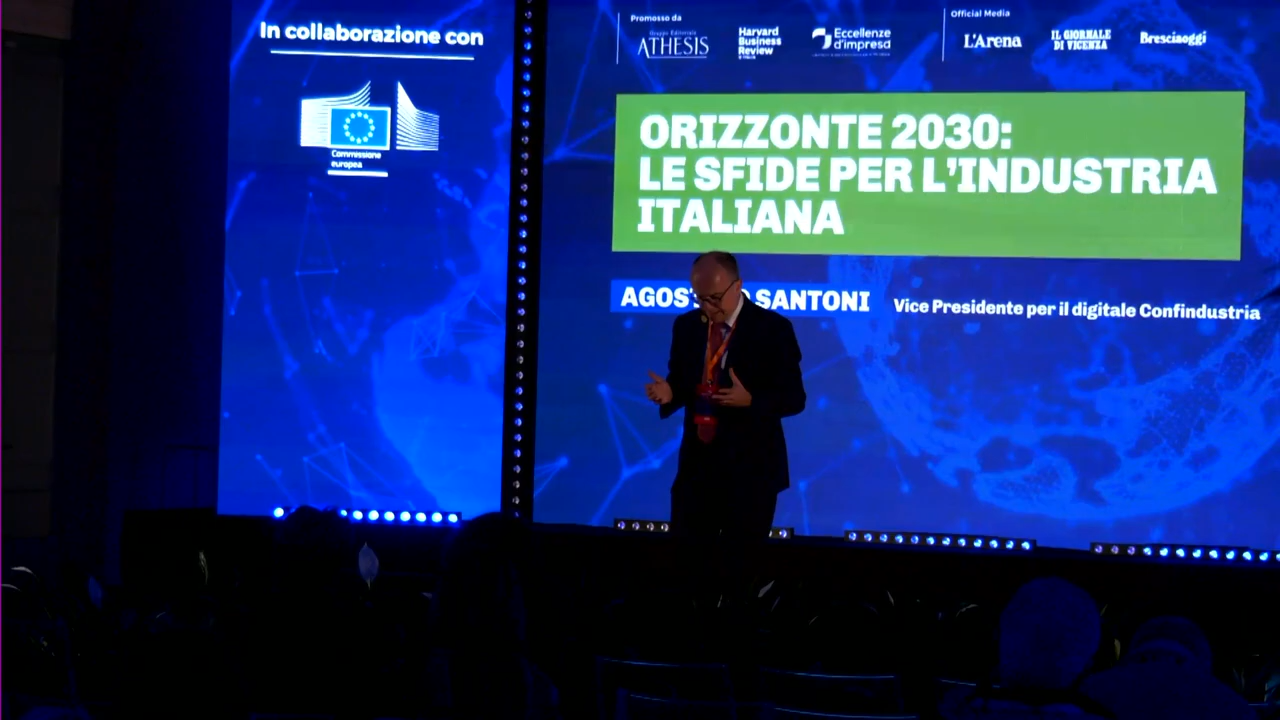 In collaborazione con
Commissione
europea
Promosso da
Gruppo Editoriale
ATHESIS
Harvard
Business
Review
Eccellenze
d'impresa
Official Media
L'Arena
IL GIORNALE
DI VICENZA
Bresciaoggi
ORIZZONTE 2030:
LE SFIDE PER L'INDUSTRIA
ITALIANA
SANTONI
Vice Presidente per il digitale Confindustria